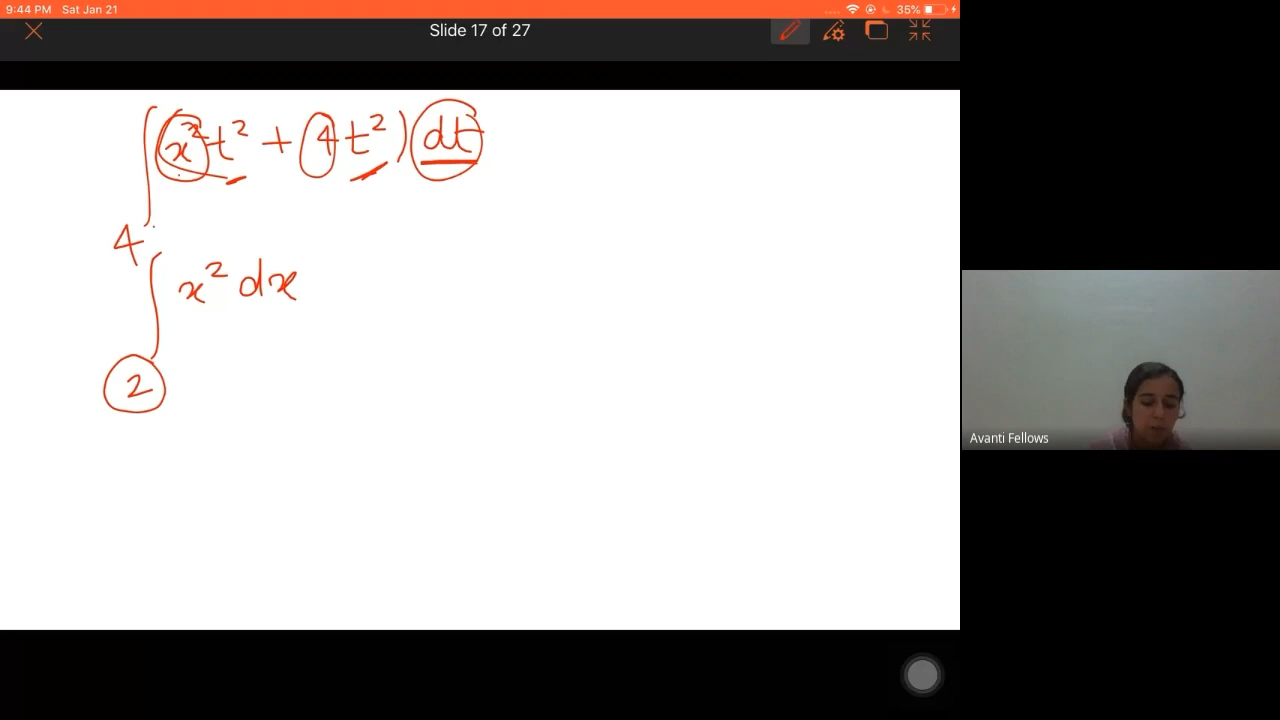 9:44 PM Sat Jan 21 35%
Slide 17 of 27
∫(x²t² + 4t²) dt
4
∫ x² dx
2
Avanti Fellows